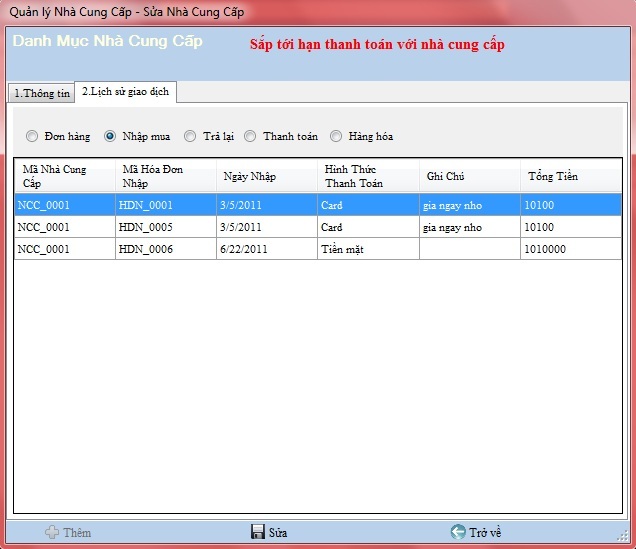 Quản lý Nhà Cung Cấp - Sửa Nhà Cung Cấp
Danh Mục Nhà Cung Cấp
Sắp tới hạn thanh toán với nhà cung cấp
1.Thông tin 2.Lịch sử giao dịch
Đơn hàng Nhập mua Trả lại Thanh toán Hàng hóa
Mã Nhà Cung Cấp Mã Hóa Đơn Nhập Ngày Nhập Hình Thức Thanh Toán Ghi Chú Tổng Tiền
NCC_0001 HDN_0001 3/5/2011 Card gia ngay nho 10100
NCC_0001 HDN_0005 3/5/2011 Card gia ngay nho 10100
NCC_0001 HDN_0006 6/22/2011 Tiền mặt 1010000
Thêm Sửa Trở về